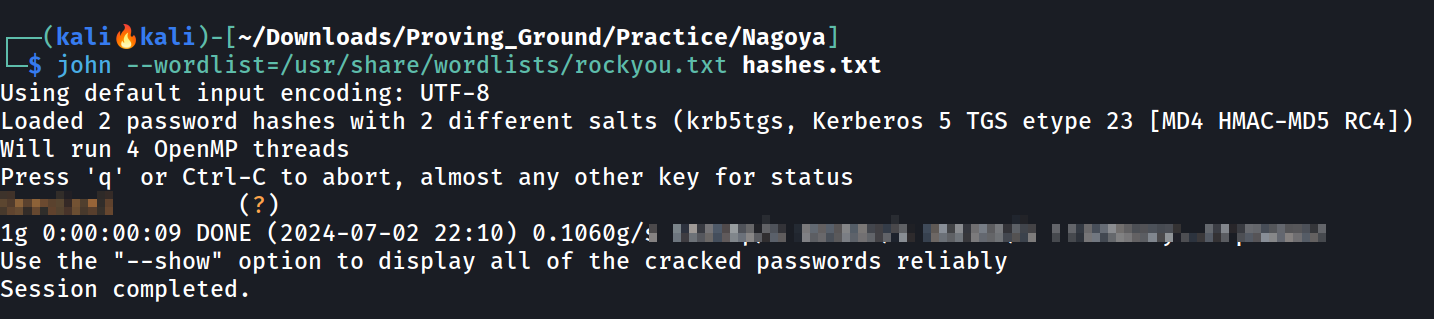 (kali🔥kali)-[~/Downloads/Proving_Ground/Practice/Nagoya]
$ john --wordlist=/usr/share/wordlists/rockyou.txt hashes.txt
Using default input encoding: UTF-8
Loaded 2 password hashes with 2 different salts (krb5tgs, Kerberos 5 TGS etype 23 [MD4 HMAC-MD5 RC4])
Will run 4 OpenMP threads
Press 'q' or Ctrl-C to abort, almost any other key for status
(?)
1g 0:00:00:09 DONE (2024-07-02 22:10) 0.1060g/s
Use the "--show" option to display all of the cracked passwords reliably
Session completed.